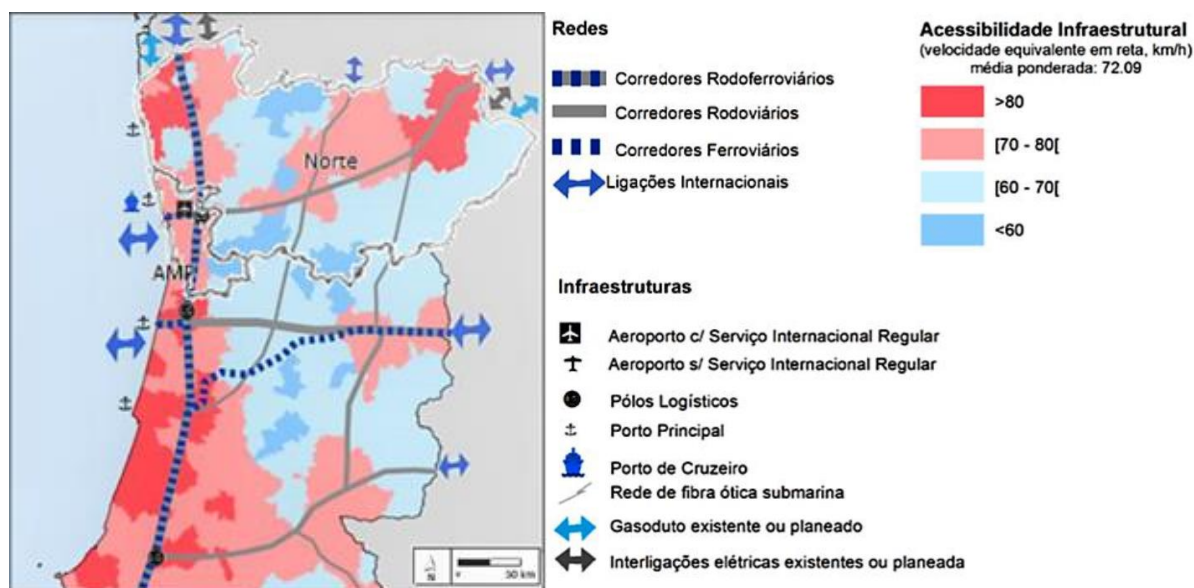 Norte
AMP
N
0
50 km
Redes
Corredores Rodoferroviários
Corredores Rodoviários
Corredores Ferroviários
Ligações Internacionais
Infraestruturas
Aeroporto c/ Serviço Internacional Regular
Aeroporto s/ Serviço Internacional Regular
Pólos Logísticos
Porto Principal
Porto de Cruzeiro
Rede de fibra ótica submarina
Gasoduto existente ou planeado
Interligações elétricas existentes ou planeada
Acessibilidade Infraestrutural
(velocidade equivalente em reta, km/h)
média ponderada: 72.09
>80
[70 - 80[
[60 - 70[
<60